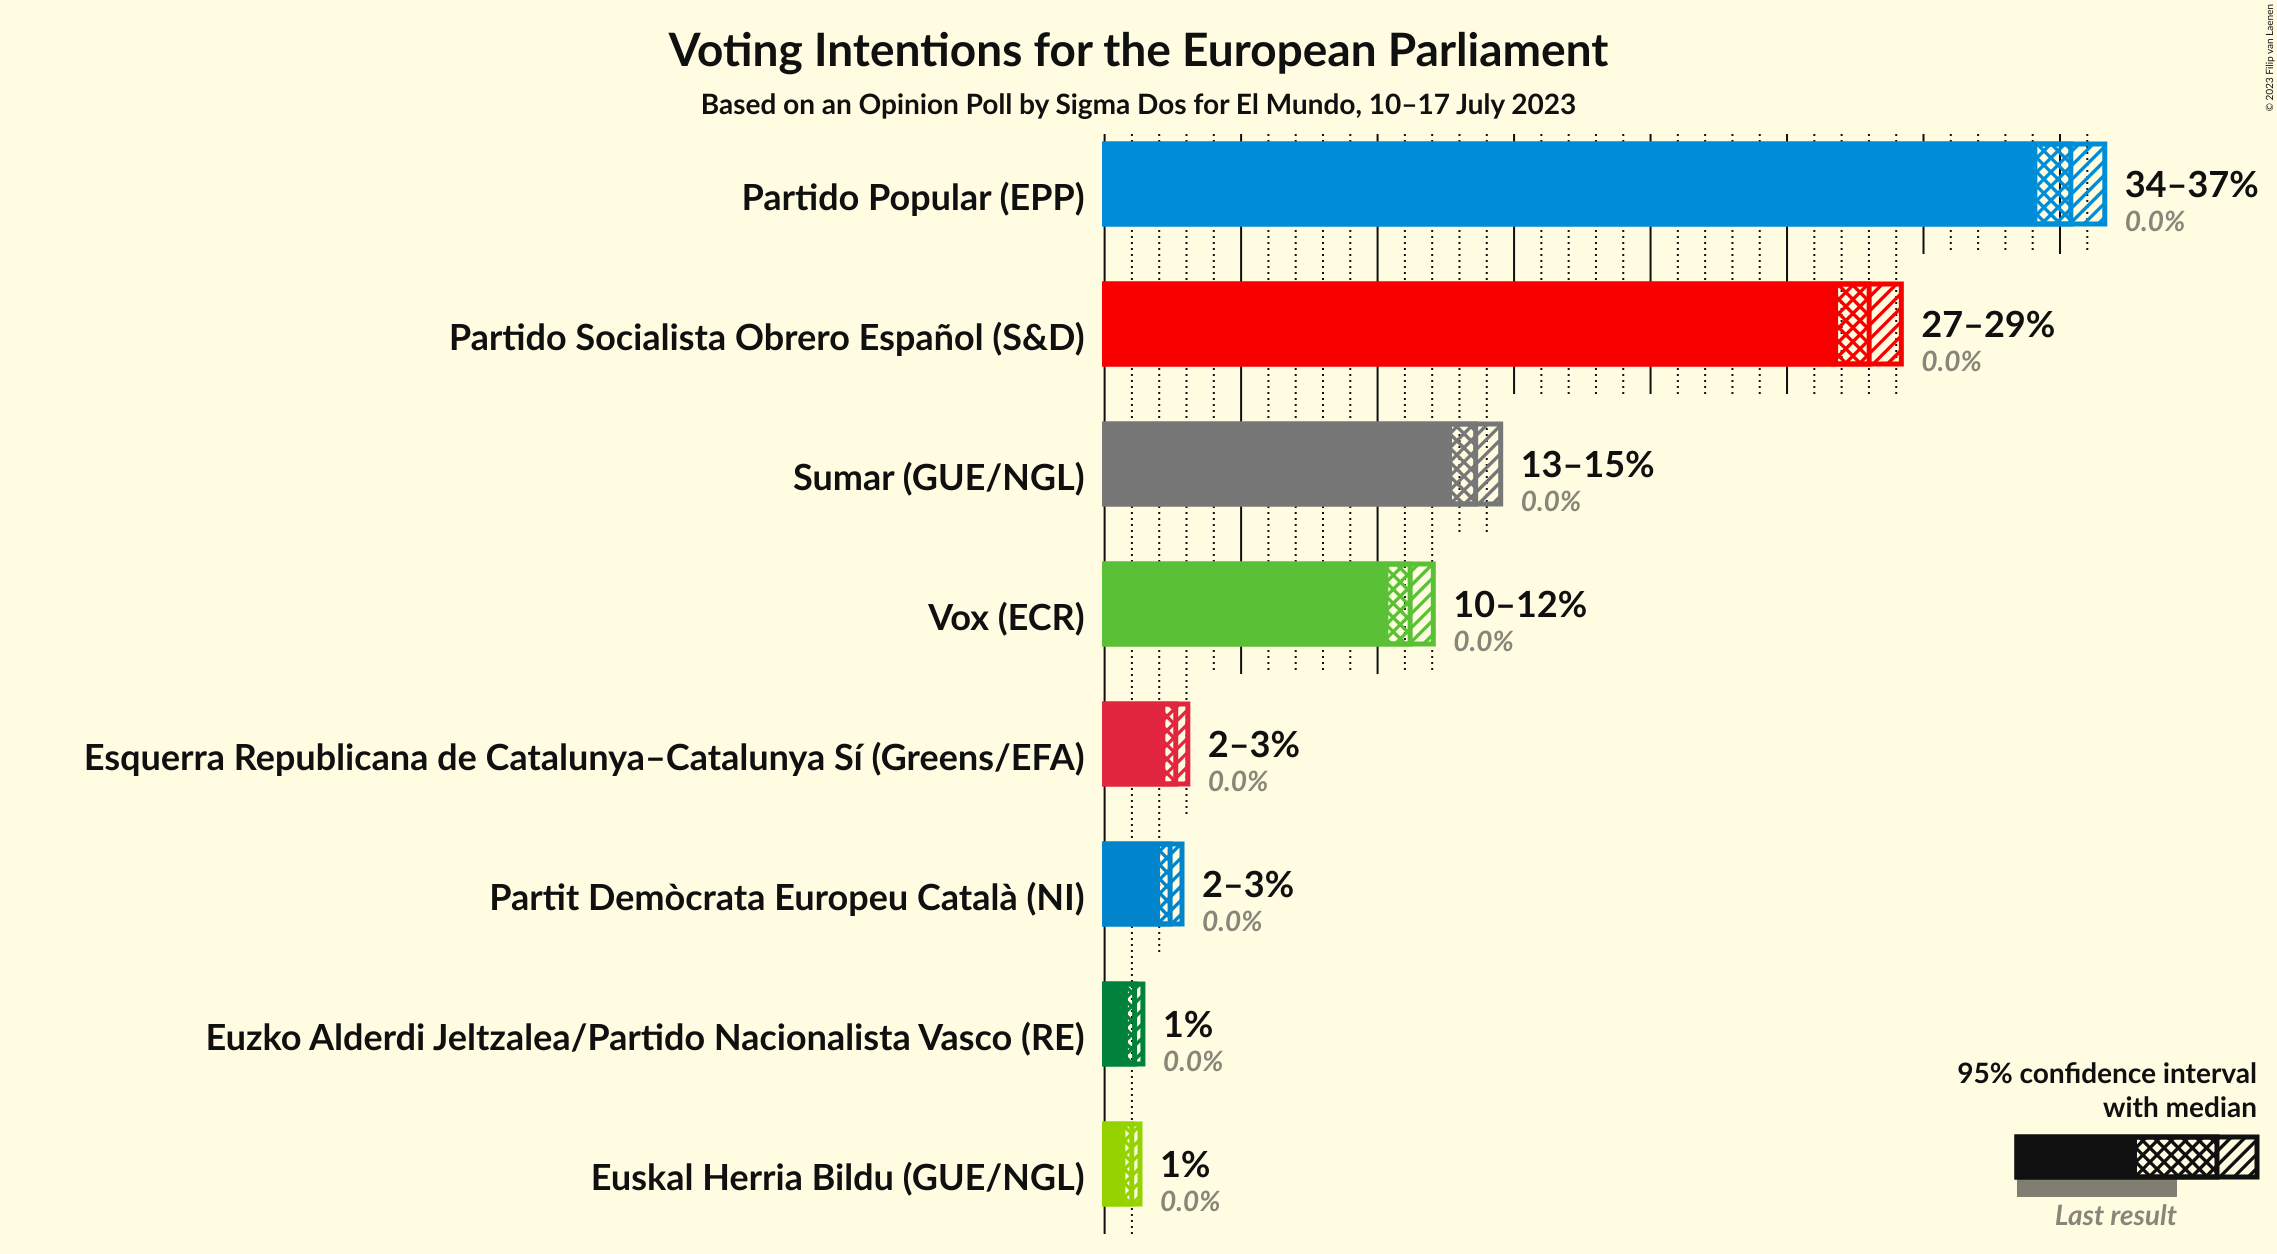 Voting Intentions for the European Parliament
Based on an Opinion Poll by Sigma Dos for El Mundo, 10–17 July 2023
© 2023 Filip van Laenen
Partido Popular (EPP)
34–37%
0.0%
Partido Socialista Obrero Español (S&D)
27–29%
0.0%
Sumar (GUE/NGL)
13–15%
0.0%
Vox (ECR)
10–12%
0.0%
Esquerra Republicana de Catalunya–Catalunya Sí (Greens/EFA)
2–3%
0.0%
Partit Demòcrata Europeu Català (NI)
2–3%
0.0%
Euzko Alderdi Jeltzalea/Partido Nacionalista Vasco (RE)
1%
0.0%
Euskal Herria Bildu (GUE/NGL)
1%
0.0%
95% confidence interval
with median
Last result